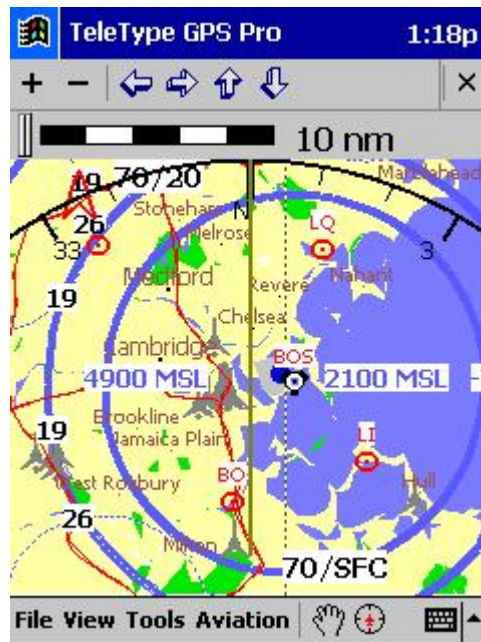 TeleType GPS Pro 1:18p
10 nm
Marblehead
19 70/20
Stoneham
N
LQ
26
Melrose
33
3
Nahant
Medford
Revere
19
Chelsea
Cambridge
BOS
4900 MSL
2100 MSL
Brookline
19
Jamaica Plain
LI
BO
West Roxbury
Hull
26
Milton
70/SFC
File View Tools Aviation